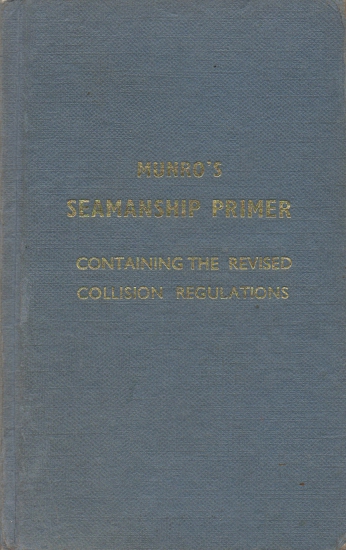 MUNRO'S
SEAMANSHIP PRIMER
CONTAINING THE REVISED
COLLISION REGULATIONS